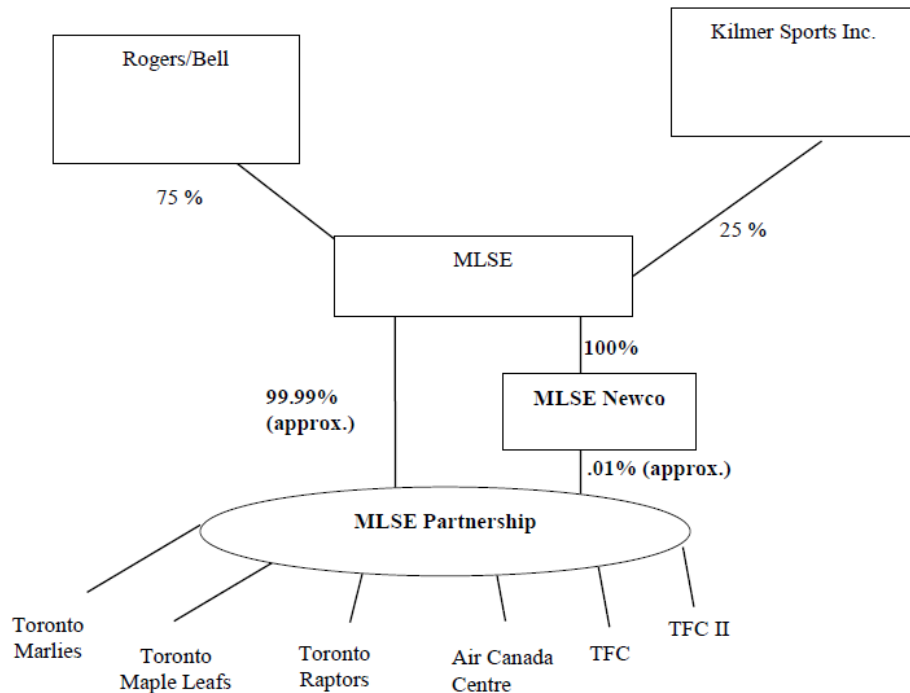 Kilmer Sports Inc.
Rogers/Bell
75 %
25 %
MLSE
100%
99.99%
(approx.)
MLSE Newco
.01% (approx.)
MLSE Partnership
Toronto
Marlies
Toronto
Maple Leafs
Toronto
Raptors
Air Canada
Centre
TFC
TFC II